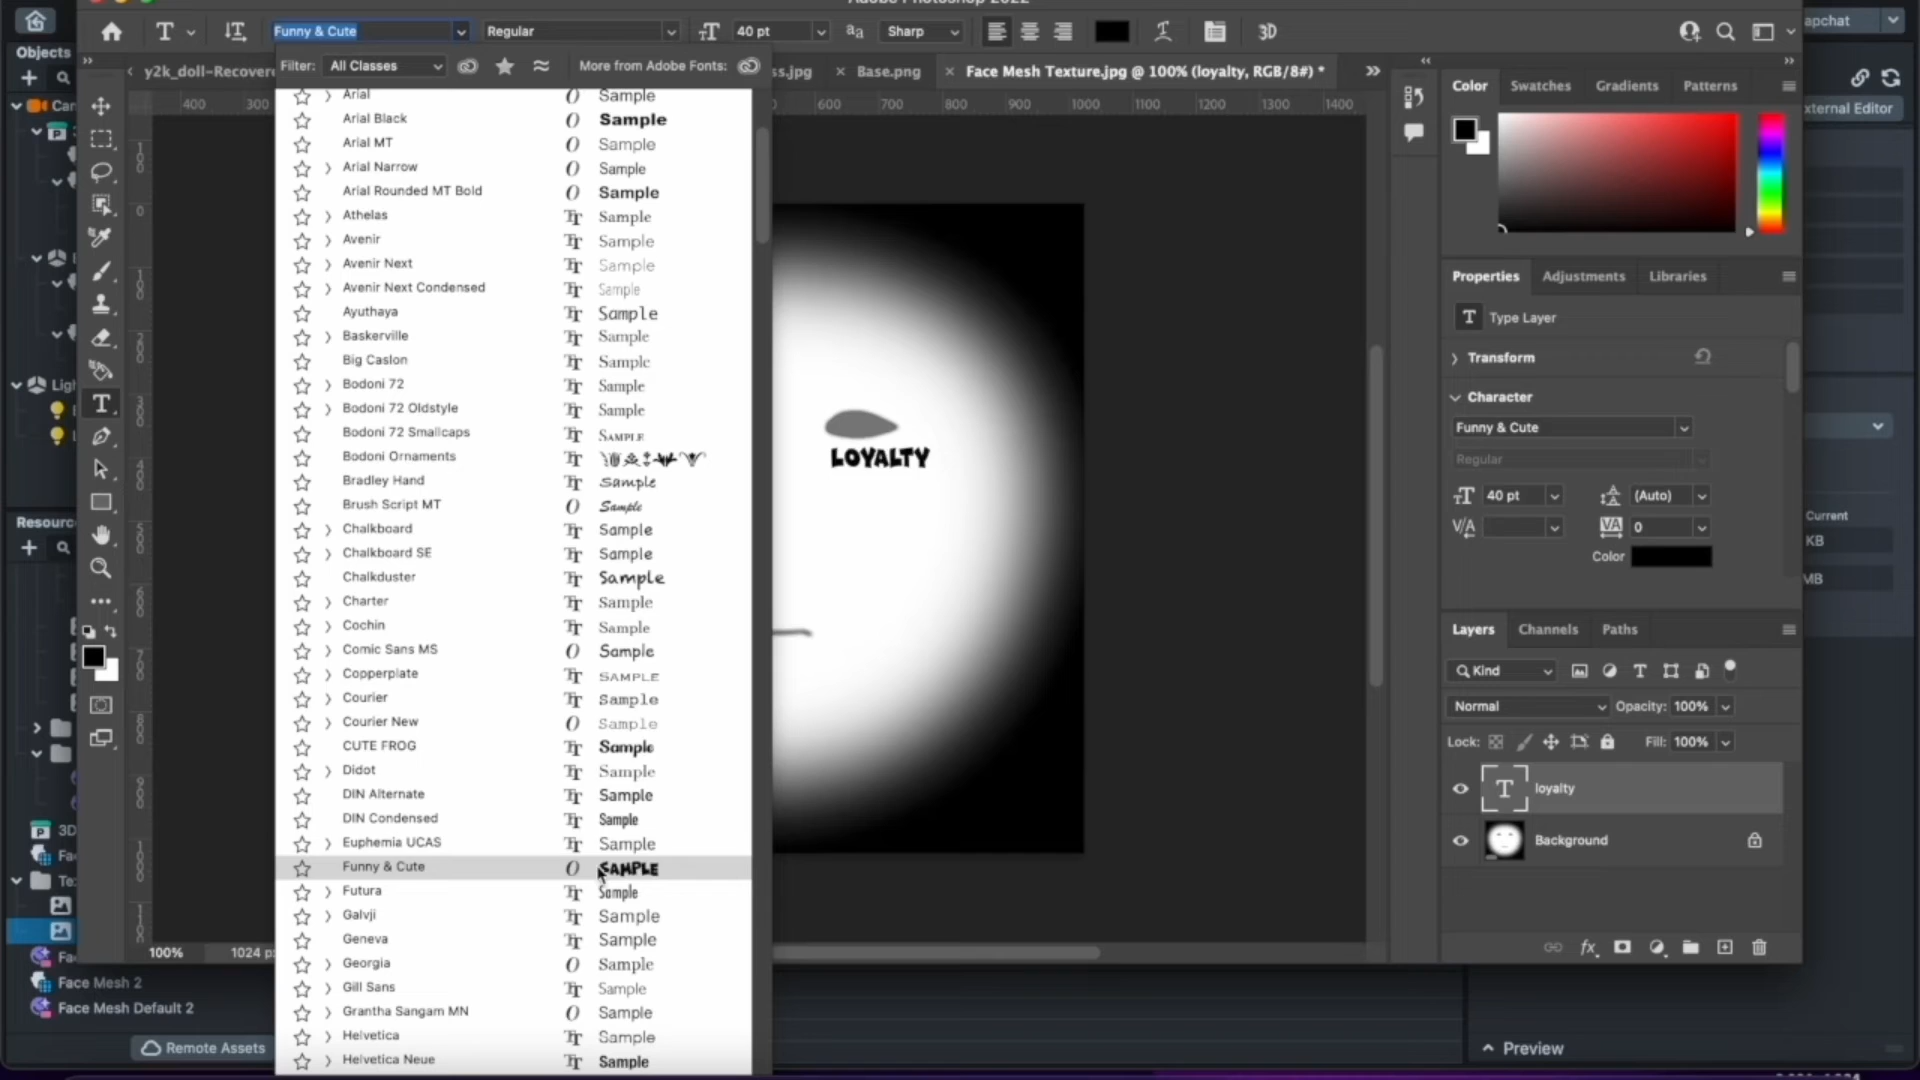 Adobe Photoshop 2022
apchat
Funny & Cute
Regular
40 pt
Sharp
3D
Objects
Filter: All Classes
More from Adobe Fonts:
y2k_doll-Recovere
ss.jpg
Base.png
Face Mesh Texture.jpg @ 100% (loyalty, RGB/8#) *
Color
Swatches
Gradients
Patterns
xternal Editor
400
300
600
700
800
900
1000
1100
1200
1300
1400
Arial Sample
Arial Black Sample
Arial MT Sample
Arial Narrow Sample
Arial Rounded MT Bold Sample
Athelas Sample
Avenir Sample
Avenir Next Sample
Avenir Next Condensed Sample
Ayuthaya Sample
Baskerville Sample
Big Caslon Sample
Bodoni 72 Sample
Bodoni 72 Oldstyle Sample
Bodoni 72 Smallcaps SAMPLE
Bodoni Ornaments
Bradley Hand Sample
Brush Script MT Sample
Chalkboard Sample
Chalkboard SE Sample
Chalkduster Sample
Charter Sample
Cochin Sample
Comic Sans MS Sample
Copperplate SAMPLE
Courier Sample
Courier New Sample
CUTE FROG Sample
Didot Sample
DIN Alternate Sample
DIN Condensed Sample
Euphemia UCAS Sample
Funny & Cute SAMPLE
Futura Sample
Galvji Sample
Geneva Sample
Georgia Sample
Gill Sans Sample
Grantha Sangam MN Sample
Helvetica Sample
Helvetica Neue Sample
LOYALTY
Properties
Adjustments
Libraries
Type Layer
Transform
Character
Funny & Cute
Regular
40 pt
(Auto)
0
Color
Current
KB
MB
Layers
Channels
Paths
Kind
Normal
Opacity: 100%
Lock:
Fill: 100%
loyalty
Background
Resourc
100%
1024 p
Face Mesh 2
Face Mesh Default 2
Remote Assets
Preview